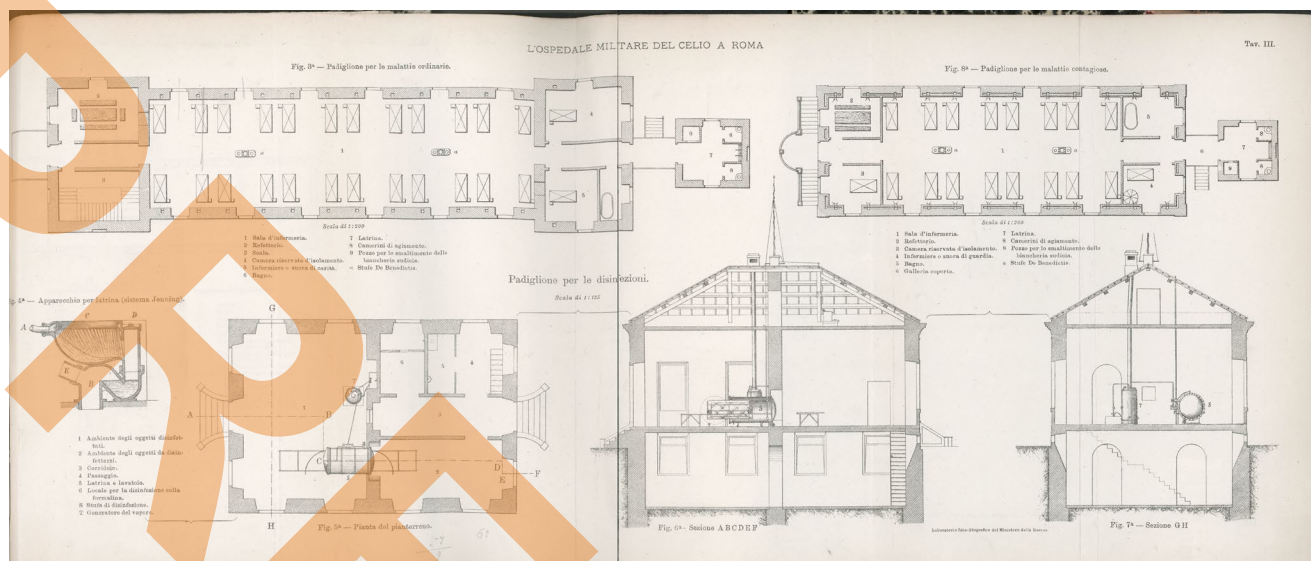 L'OSPEDALE MILITARE DEL CELIO A ROMA
Tav. III.
Fig. 3ª — Padiglione per le malattie ordinarie.
Scala di 1:200
1 Sala d'infermeria.
2 Refettorio.
3 Scala.
4 Camera riservata d'isolamento.
5 Infermiere o suora di carità.
6 Bagno.
7 Latrina.
8 Camerini di agiamento.
9 Pozzo per lo smaltimento della
biancheria sudicia.
a Stufe De Benedictis.
Fig. 8ª — Padiglione per le malattie contagiose.
Scala di 1:200
1 Sala d'infermeria.
2 Refettorio.
3 Camera riservata d'isolamento.
4 Infermiere o suora di guardia.
5 Bagno.
6 Galleria coperta.
7 Latrina.
8 Camerini di agiamento.
9 Pozzo per lo smaltimento della
biancheria sudicia.
a Stufe De Benedictis.
Padiglione per le disinfezioni.
Scala di 1:125
4ª — Apparecchio per latrina (sistema Jenning).
A
C
D
E
B
1 Ambiente degli oggetti disinfet-
tati.
2 Ambiente degli oggetti da disin-
fettarsi.
3 Corridoio.
4 Passaggio.
5 Latrina e lavatoio.
6 Locale per la disinfezione colla
formalina.
8 Stufa di disinfezione.
7 Generatore del vapore.
G
A
B
C
D
E
F
H
Fig. 5ª — Pianta del pianterreno.
Fig. 6ª - Sezione ABCDEF
Laboratorio foto-litografico del Ministero della Guerra
Fig. 7ª — Sezione GH